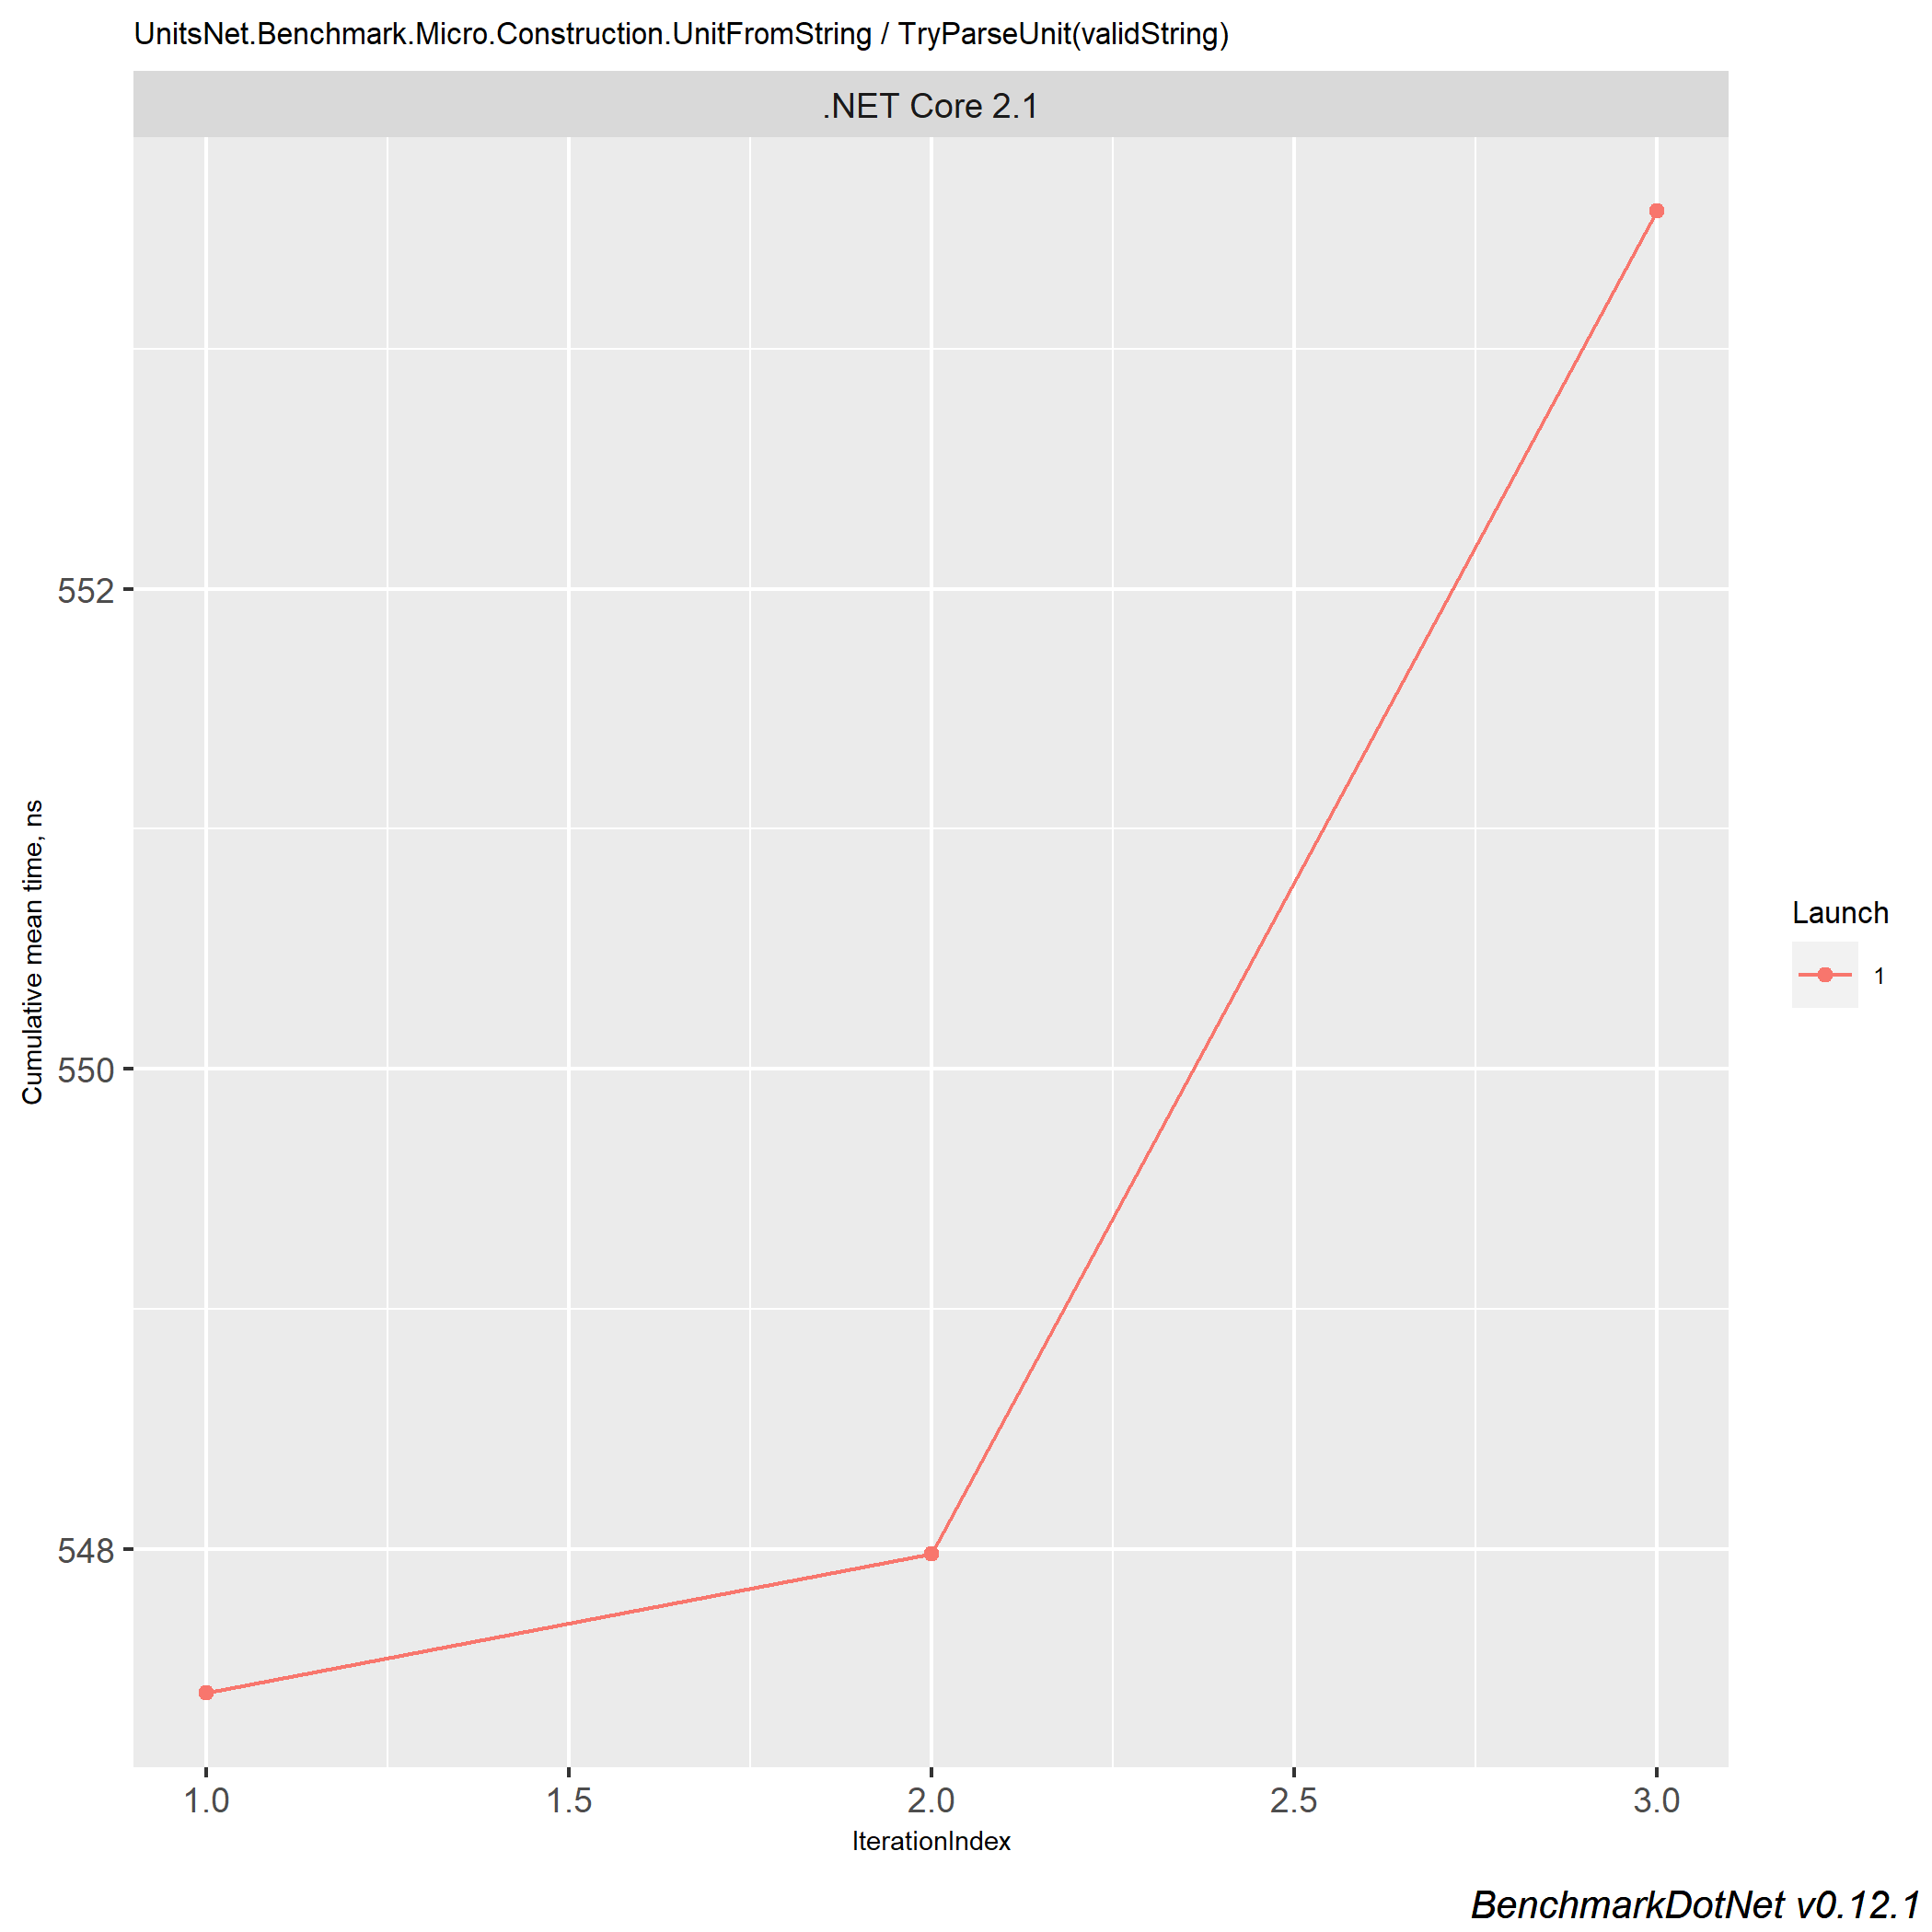 UnitsNet.Benchmark.Micro.Construction.UnitFromString / TryParseUnit(validString)
.NET Core 2.1
552
550
548
Cumulative mean time, ns
1.0 1.5 2.0 2.5 3.0
IterationIndex
Launch
1
BenchmarkDotNet v0.12.1